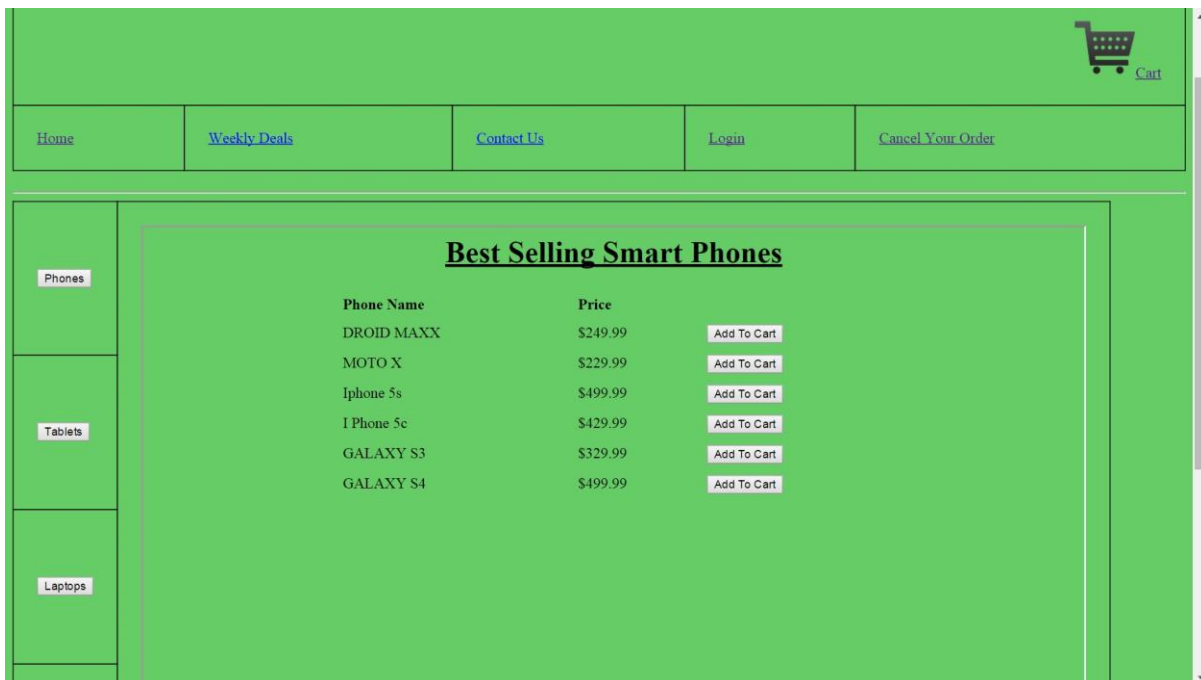 Cart
Home Weekly Deals Contact Us Login Cancel Your Order
Best Selling Smart Phones
Phones
Phone Name Price
DROID MAXX $249.99 Add To Cart
MOTO X $229.99 Add To Cart
Iphone 5s $499.99 Add To Cart
I Phone 5c $429.99 Add To Cart
Tablets
GALAXY S3 $329.99 Add To Cart
GALAXY S4 $499.99 Add To Cart
Laptops